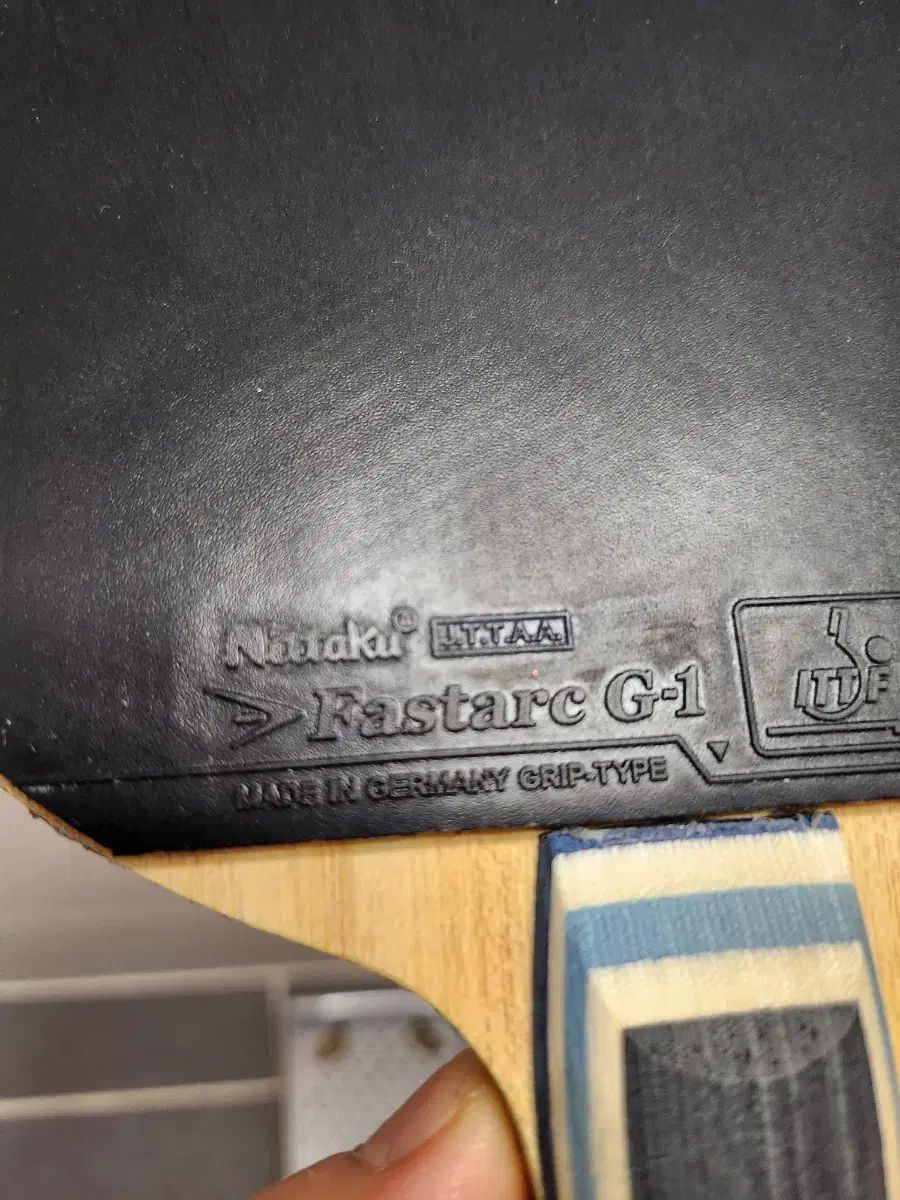 Nittaku® J.T.T.A.A.
Fastarc G-1
ITTF
MADE IN GERMANY GRIP-TYPE